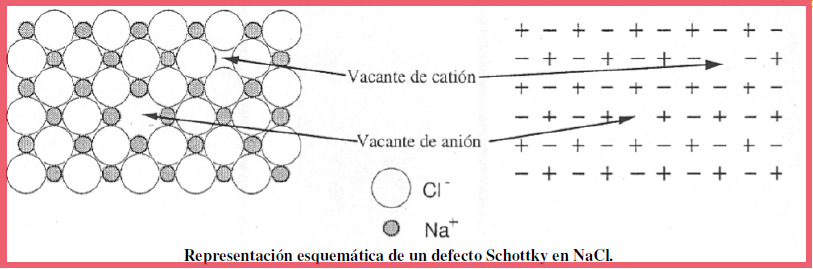 Vacante de catión
Vacante de anión
Cl⁻
Na⁺
Representación esquemática de un defecto Schottky en NaCl.